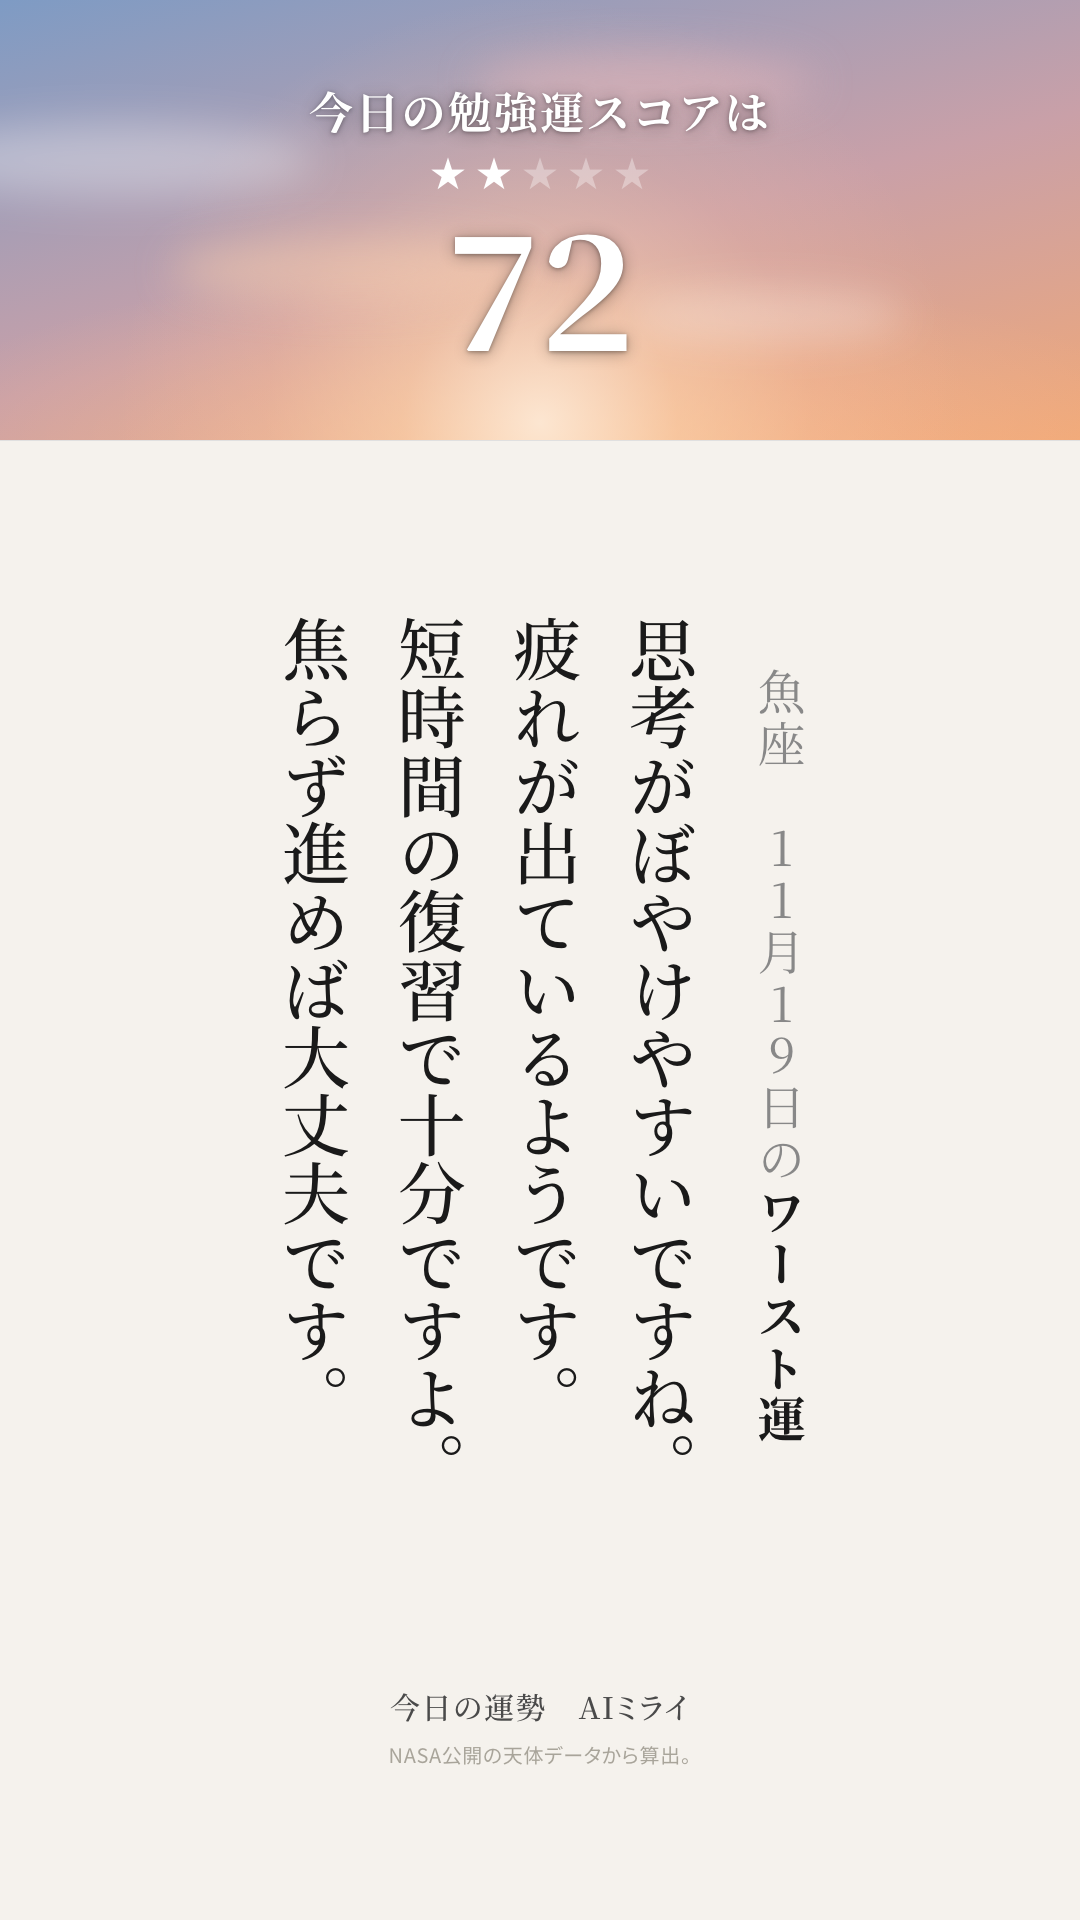 今日の勉強運スコアは
★★★★★
72
魚座　11月19日のワースト運
思考がぼやけやすいですね。
疲れが出ているようです。
短時間の復習で十分ですよ。
焦らず進めば大丈夫です。
今日の運勢　AIミライ
NASA公開の天体データから算出。